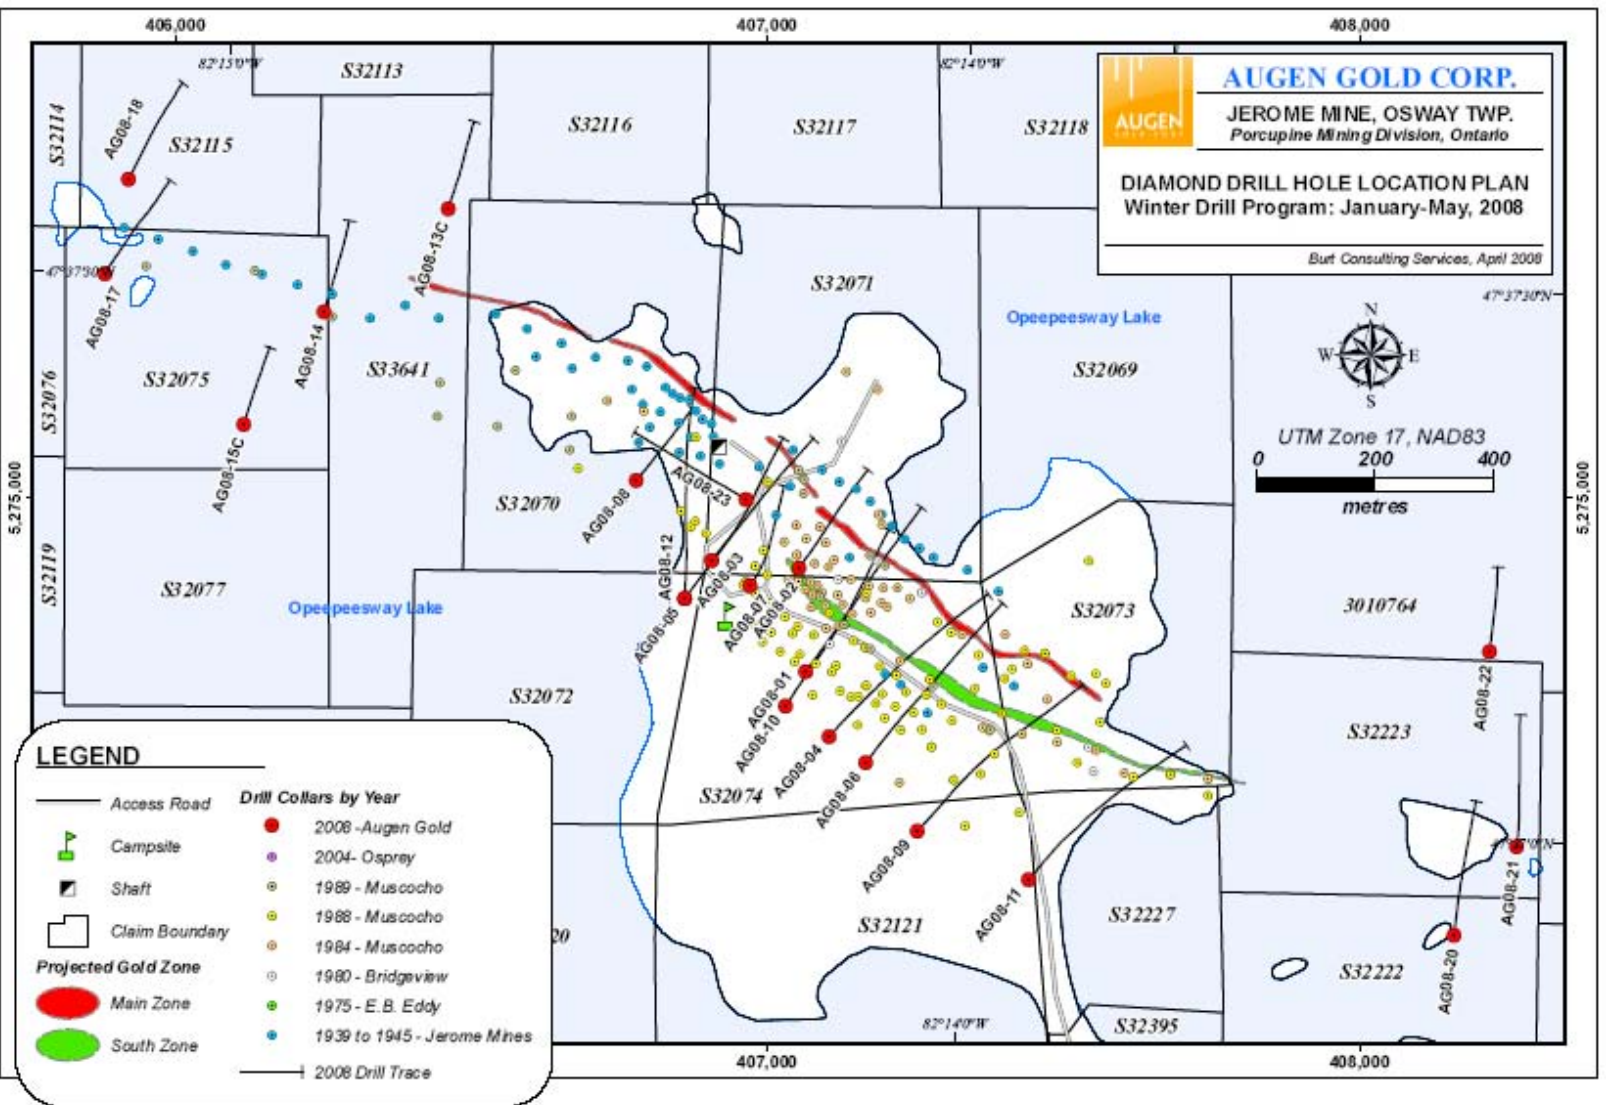 406,000
407,000
408,000
82°15'0"W
82°14'0"W
S32113
S32114
AG08-18
S32115
S32116
S32117
S32118
AUGEN
GOLD CORP
AUGEN GOLD CORP.
JEROME MINE, OSWAY TWP.
Porcupine Mining Division, Ontario
DIAMOND DRILL HOLE LOCATION PLAN
Winter Drill Program: January-May, 2008
Burt Consulting Services, April 2008
AG08-13C
47°37'30"N
AG08-17
AG08-14
S32071
Opeepeesway Lake
47°37'30"N
S32076
S32075
S33641
S32069
N
W
E
S
UTM Zone 17, NAD83
0
200
400
metres
AG08-15C
5,275,000
5,275,000
S32070
AG08-08
AG08-23
S32119
S32077
Opeepeesway Lake
AG08-12
AG08-05
AG08-03
AG08-07
AG08-02
S32073
3010764
S32072
AG08-01
AG08-10
AG08-04
AG08-06
AG08-22
S32223
S32074
AG08-09
AG08-11
S32121
S32227
AG08-21
AG08-20
S32222
20
82°14'0"W
S32395
LEGEND
Access Road
Campsite
Shaft
Claim Boundary
Projected Gold Zone
Main Zone
South Zone
Drill Collars by Year
2008 -Augen Gold
2004- Osprey
1989 - Muscocho
1988 - Muscocho
1984 - Muscocho
1980 - Bridgeview
1975 - E.B. Eddy
1939 to 1945 - Jerome Mines
2008 Drill Trace
407,000
408,000